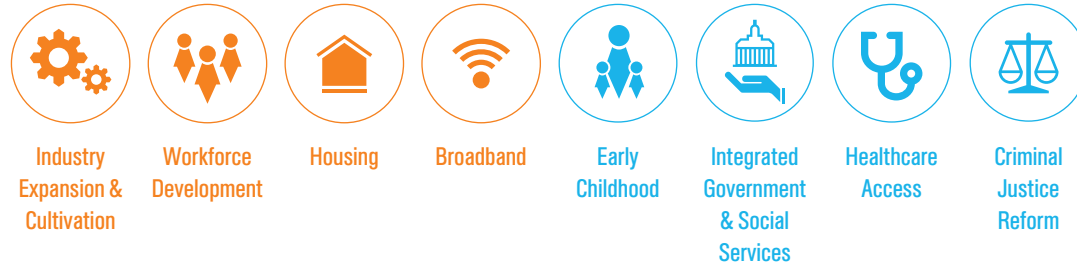 Industry
Expansion &
Cultivation
Workforce
Development
Housing
Broadband
Early
Childhood
Integrated
Government
& Social
Services
Healthcare
Access
Criminal
Justice
Reform